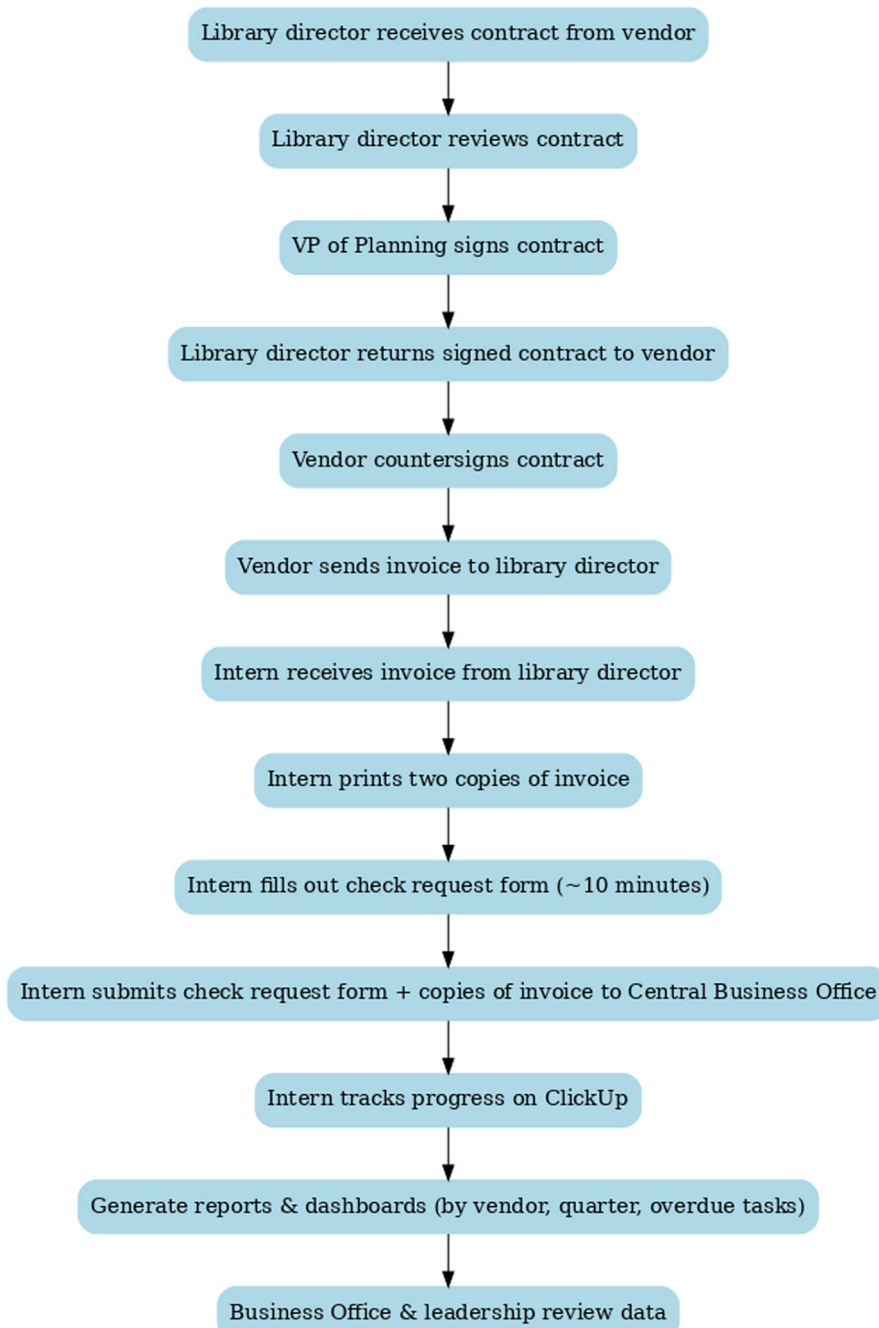 Library director receives contract from vendor
Library director reviews contract
VP of Planning signs contract
Library director returns signed contract to vendor
Vendor countersigns contract
Vendor sends invoice to library director
Intern receives invoice from library director
Intern prints two copies of invoice
Intern fills out check request form (~10 minutes)
Intern submits check request form + copies of invoice to Central Business Office
Intern tracks progress on ClickUp
Generate reports & dashboards (by vendor, quarter, overdue tasks)
Business Office & leadership review data